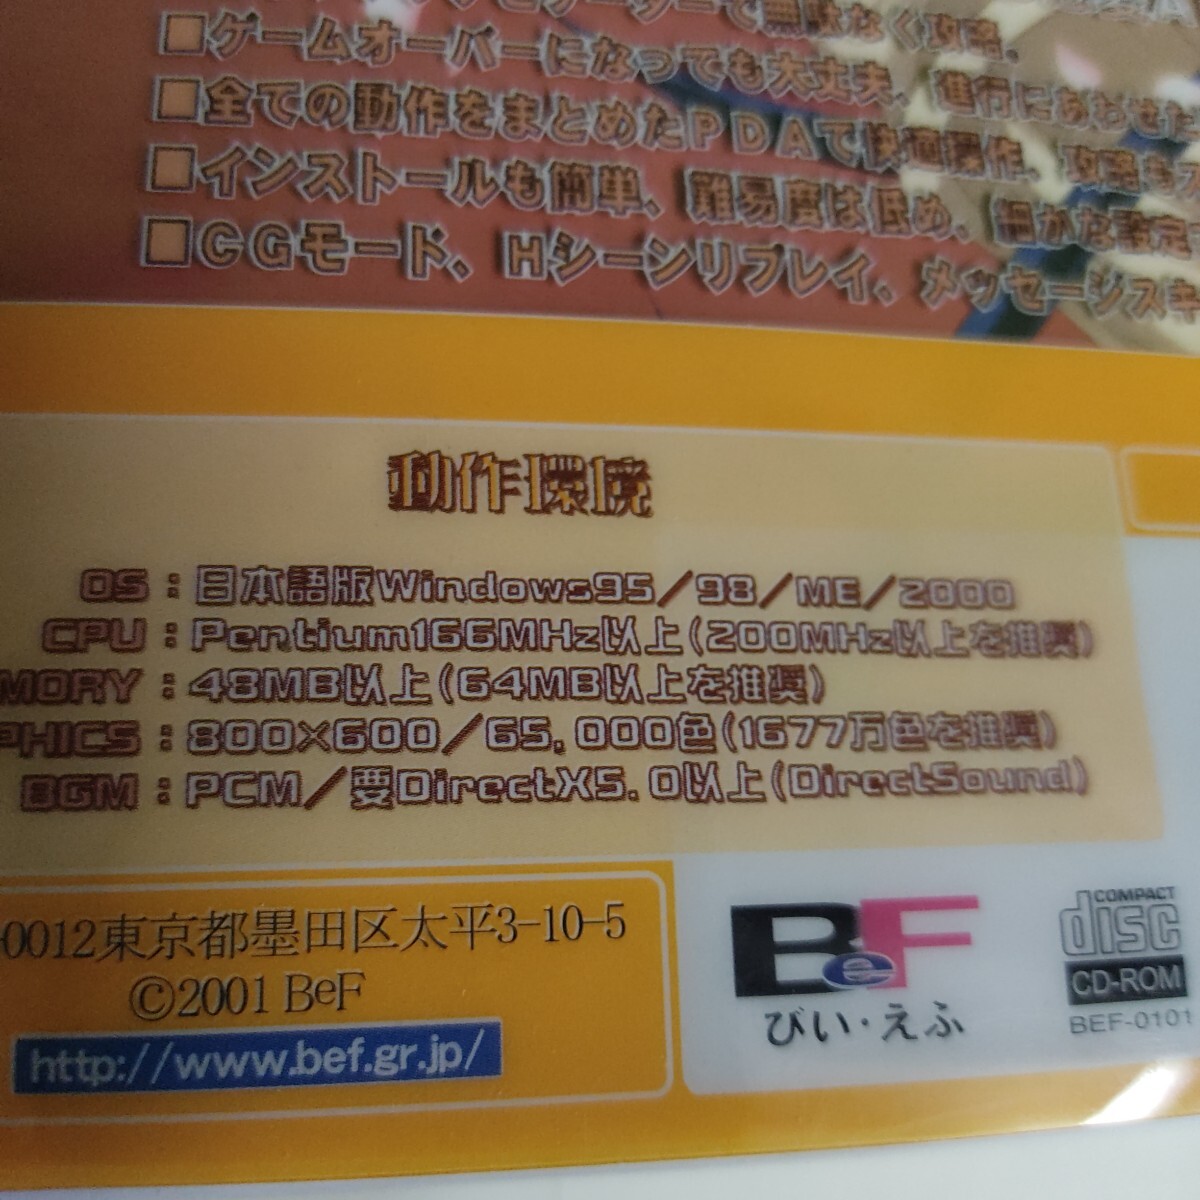 で無駄なく攻略。
■ゲームオーバーになっても大丈夫、進行にあわせた
■全ての動作をまとめたPDAで快適操作、攻略も
■インストールも簡単、難易度は低め、細かな設定
■CGモード、Hシーンリプレイ、メッセージスキ
動作環境
OS：日本語版Windows95／98／ME／2000
CPU：Pentium166MHz以上(200MHz以上を推奨)
MORY：48MB以上(64MB以上を推奨)
PHICS：800×600／65,000色(1677万色を推奨)
BGM：PCM／要DirectX5.0以上(DirectSound)
-0012東京都墨田区太平3-10-5
©2001 BeF
http://www.bef.gr.jp/
BeF
びい・えふ
COMPACT
disc
CD-ROM
BEF-0101